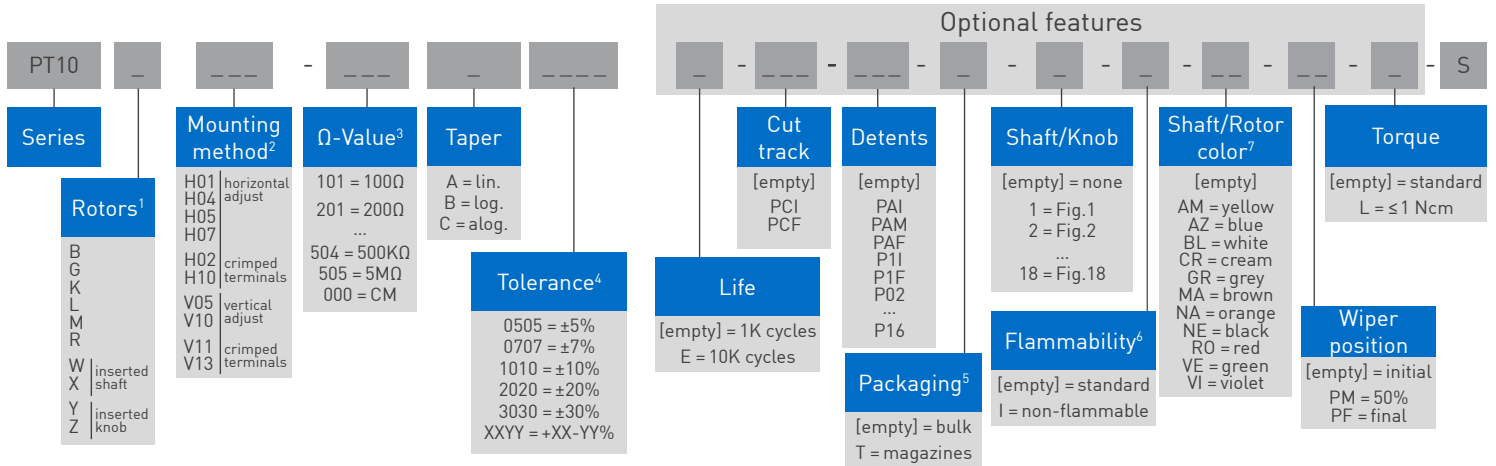 Optional features
PT10 _ _ _ _ - _ _ _ _ _ _ _ _ _ - _ _ _ - _ _ _ - _ - _ - _ - _ _ - _ _ - _ - S
Series
Rotors1
B
G
K
L
M
R
W
X
inserted
shaft
Y
Z
inserted
knob
Mounting
method2
H01
H04
H05
H07
horizontal
adjust
H02
H10
crimped
terminals
V05
V10
vertical
adjust
V11
V13
crimped
terminals
Ω-Value3
101 = 100Ω
201 = 200Ω
...
504 = 500KΩ
505 = 5MΩ
000 = CM
Taper
A = lin.
B = log.
C = alog.
Tolerance4
0505 = ±5%
0707 = ±7%
1010 = ±10%
2020 = ±20%
3030 = ±30%
XXYY = +XX-YY%
Life
[empty] = 1K cycles
E = 10K cycles
Cut
track
[empty]
PCI
PCF
Detents
[empty]
PAI
PAM
PAF
P1I
P1F
P02
...
P16
Packaging5
[empty] = bulk
T = magazines
Shaft/Knob
[empty] = none
1 = Fig.1
2 = Fig.2
...
18 = Fig.18
Flammability6
[empty] = standard
I = non-flammable
Shaft/Rotor
color7
[empty]
AM = yellow
AZ = blue
BL = white
CR = cream
GR = grey
MA = brown
NA = orange
NE = black
RO = red
VE = green
VI = violet
Wiper
position
[empty] = initial
PM = 50%
PF = final
Torque
[empty] = standard
L = ≤1 Ncm